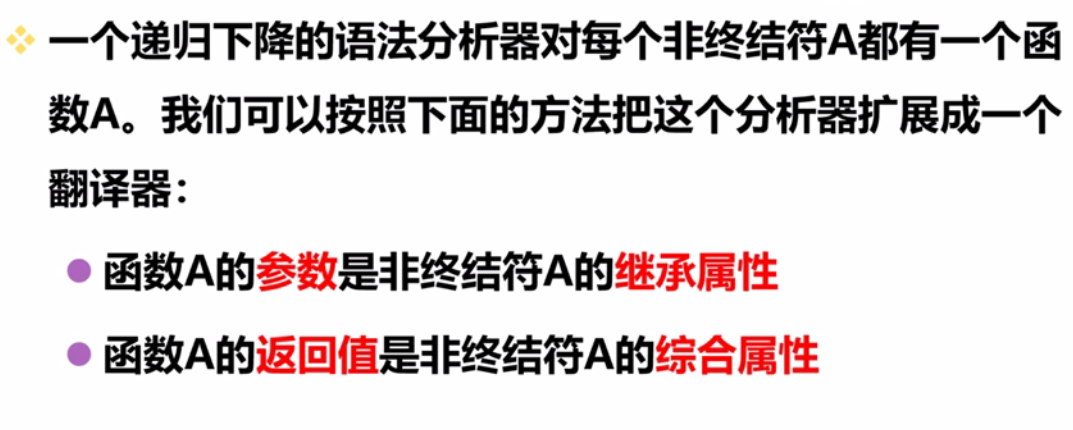 一个递归下降的语法分析器对每个非终结符A都有一个函
数A。我们可以按照下面的方法把这个分析器扩展成一个
翻译器：
函数A的参数是非终结符A的继承属性
函数A的返回值是非终结符A的综合属性